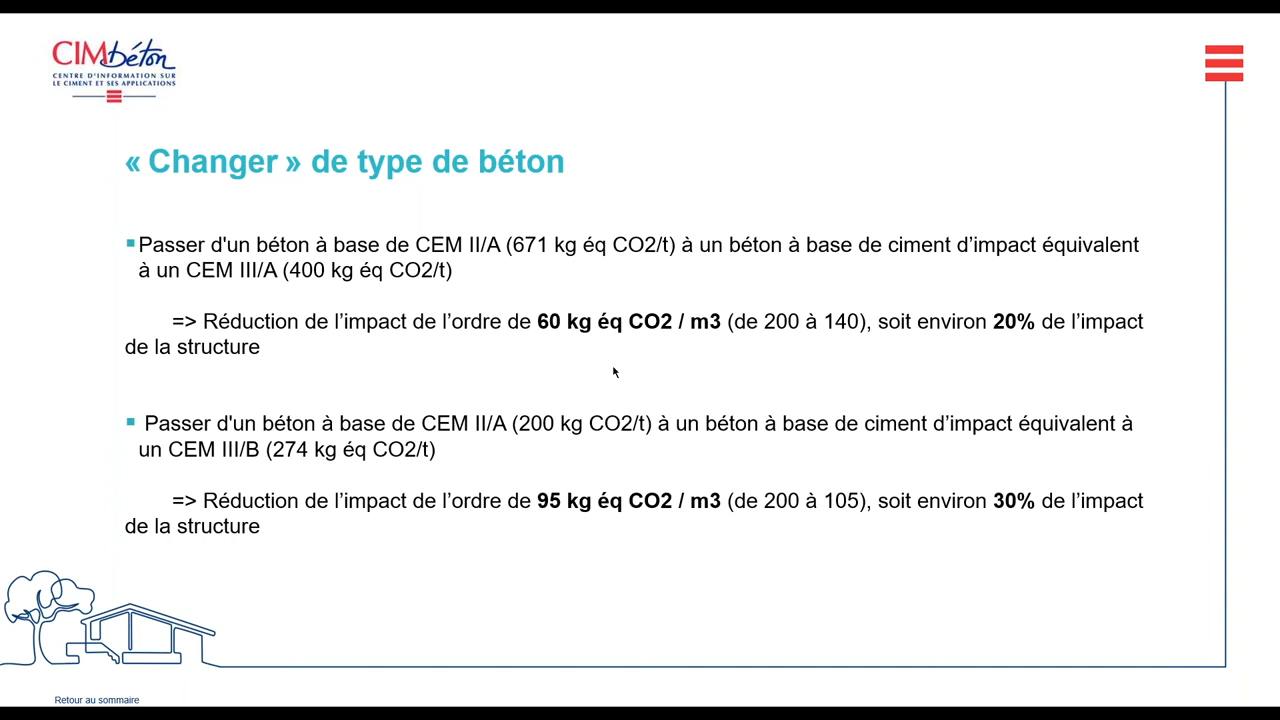 CIMbéton
CENTRE D'INFORMATION SUR
LE CIMENT ET SES APPLICATIONS
« Changer » de type de béton
Passer d'un béton à base de CEM II/A (671 kg éq CO2/t) à un béton à base de ciment d’impact équivalent
à un CEM III/A (400 kg éq CO2/t)
=> Réduction de l’impact de l’ordre de 60 kg éq CO2 / m3 (de 200 à 140), soit environ 20% de l’impact
de la structure
Passer d'un béton à base de CEM II/A (200 kg CO2/t) à un béton à base de ciment d’impact équivalent à
un CEM III/B (274 kg éq CO2/t)
=> Réduction de l’impact de l’ordre de 95 kg éq CO2 / m3 (de 200 à 105), soit environ 30% de l’impact
de la structure
Retour au sommaire